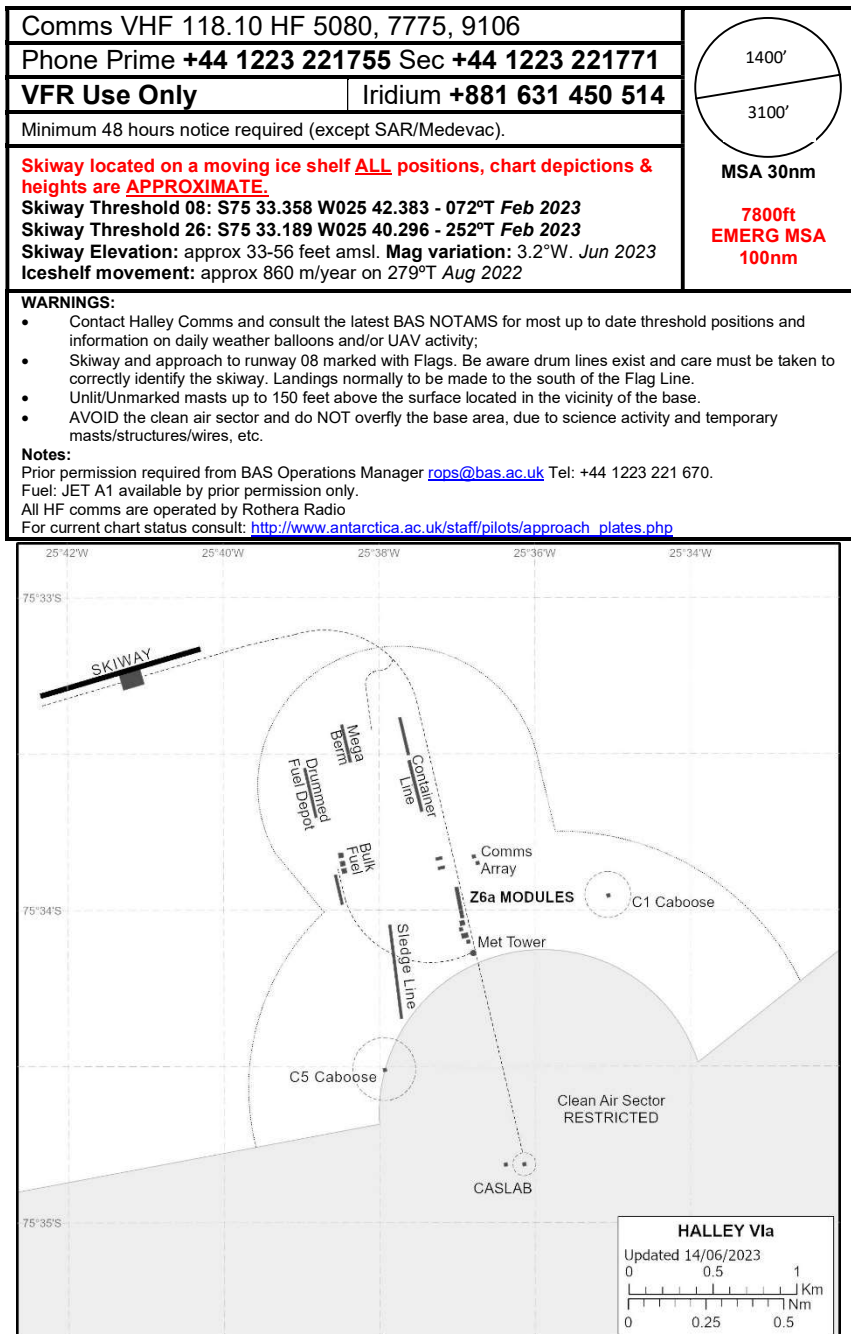 Comms VHF 118.10 HF 5080, 7775, 9106
Phone Prime +44 1223 221755 Sec +44 1223 221771
VFR Use Only Iridium +881 631 450 514
Minimum 48 hours notice required (except SAR/Medevac).
1400’
3100’
MSA 30nm
7800ft
EMERG MSA
100nm
Skiway located on a moving ice shelf ALL positions, chart depictions &
heights are APPROXIMATE.
Skiway Threshold 08: S75 33.358 W025 42.383 - 072ºT Feb 2023
Skiway Threshold 26: S75 33.189 W025 40.296 - 252ºT Feb 2023
Skiway Elevation: approx 33-56 feet amsl. Mag variation: 3.2°W. Jun 2023
Iceshelf movement: approx 860 m/year on 279ºT Aug 2022
WARNINGS:
• Contact Halley Comms and consult the latest BAS NOTAMS for most up to date threshold positions and
information on daily weather balloons and/or UAV activity;
• Skiway and approach to runway 08 marked with Flags. Be aware drum lines exist and care must be taken to
correctly identify the skiway. Landings normally to be made to the south of the Flag Line.
• Unlit/Unmarked masts up to 150 feet above the surface located in the vicinity of the base.
• AVOID the clean air sector and do NOT overfly the base area, due to science activity and temporary
masts/structures/wires, etc.
Notes:
Prior permission required from BAS Operations Manager rops@bas.ac.uk Tel: +44 1223 221 670.
Fuel: JET A1 available by prior permission only.
All HF comms are operated by Rothera Radio
For current chart status consult: http://www.antarctica.ac.uk/staff/pilots/approach_plates.php
25°42'W 25°40'W 25°38'W 25°36'W 25°34'W
75°33'S
SKIWAY
Mega
Berm
Container
Line
Drummed
Fuel Depot
Bulk
Fuel
Comms
Array
Z6a MODULES
C1 Caboose
75°34'S
Sledge Line
Met Tower
C5 Caboose
Clean Air Sector
RESTRICTED
CASLAB
75°35'S
HALLEY VIa
Updated 14/06/2023
0 0.5 1
Km
Nm
0 0.25 0.5